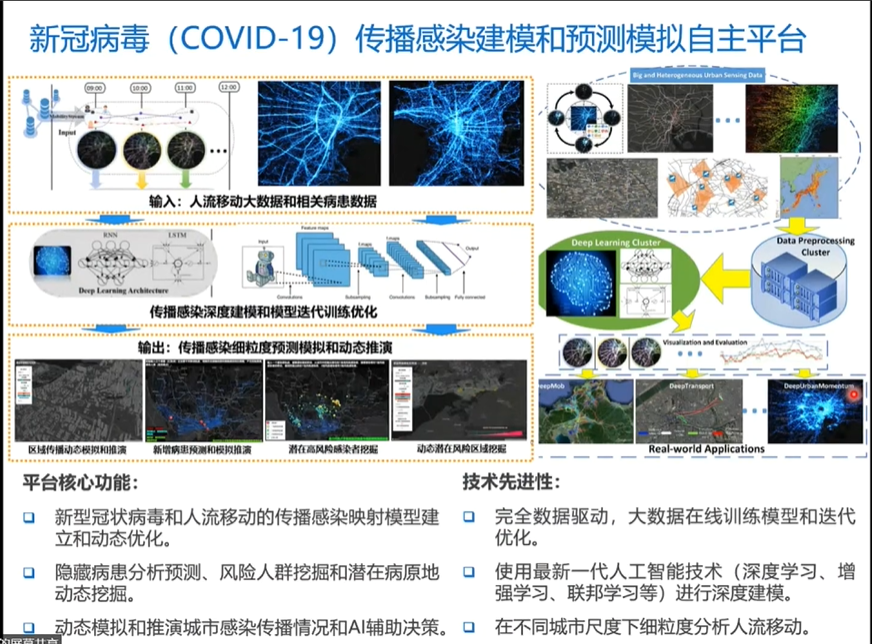 新冠病毒（COVID-19）传播感染建模和预测模拟自主平台
09:00
10:00
11:00
12:00
Input
输入：人流移动大数据和相关病患数据
RNN
LSTM
Deep Learning Architecture
Input
Feature maps
f.maps
f.maps
Output
Convolutions
Subsampling
Convolutions
Subsampling
Fully connected
传播感染深度建模和模型迭代训练优化
输出：传播感染细粒度预测模拟和动态推演
区域传播动态模拟和推演
新增病患预测和模拟推演
潜在高风险感染者挖掘
动态潜在风险区域挖掘
Big and Heterogeneous Urban Sensing Data
Deep Learning Cluster
Data Preprocessing
Cluster
Visualization and Evaluation
DeepMob
DeepTransport
DeepUrbanMomentum
Real-world Applications
平台核心功能：
新型冠状病毒和人流移动的传播感染映射模型建
立和动态优化。
隐藏病患分析预测、风险人群挖掘和潜在病原地
动态挖掘。
动态模拟和推演城市感染传播情况和AI辅助决策。
技术先进性：
完全数据驱动，大数据在线训练模型和迭代
优化。
使用最新一代人工智能技术（深度学习、增
强学习、联邦学习等）进行深度建模。
在不同城市尺度下细粒度分析人流移动。
的屏幕共享